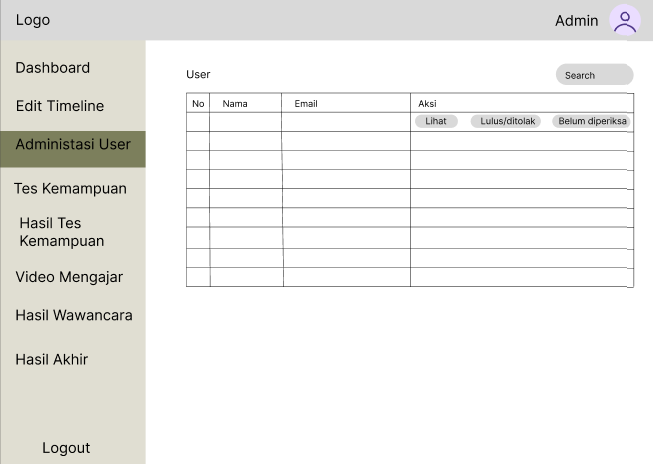 Logo
Admin
Dashboard
Edit Timeline
Administasi User
Tes Kemampuan
Hasil Tes
Kemampuan
Video Mengajar
Hasil Wawancara
Hasil Akhir
Logout
User
Search
No Nama Email Aksi
Lihat Lulus/ditolak Belum diperiksa